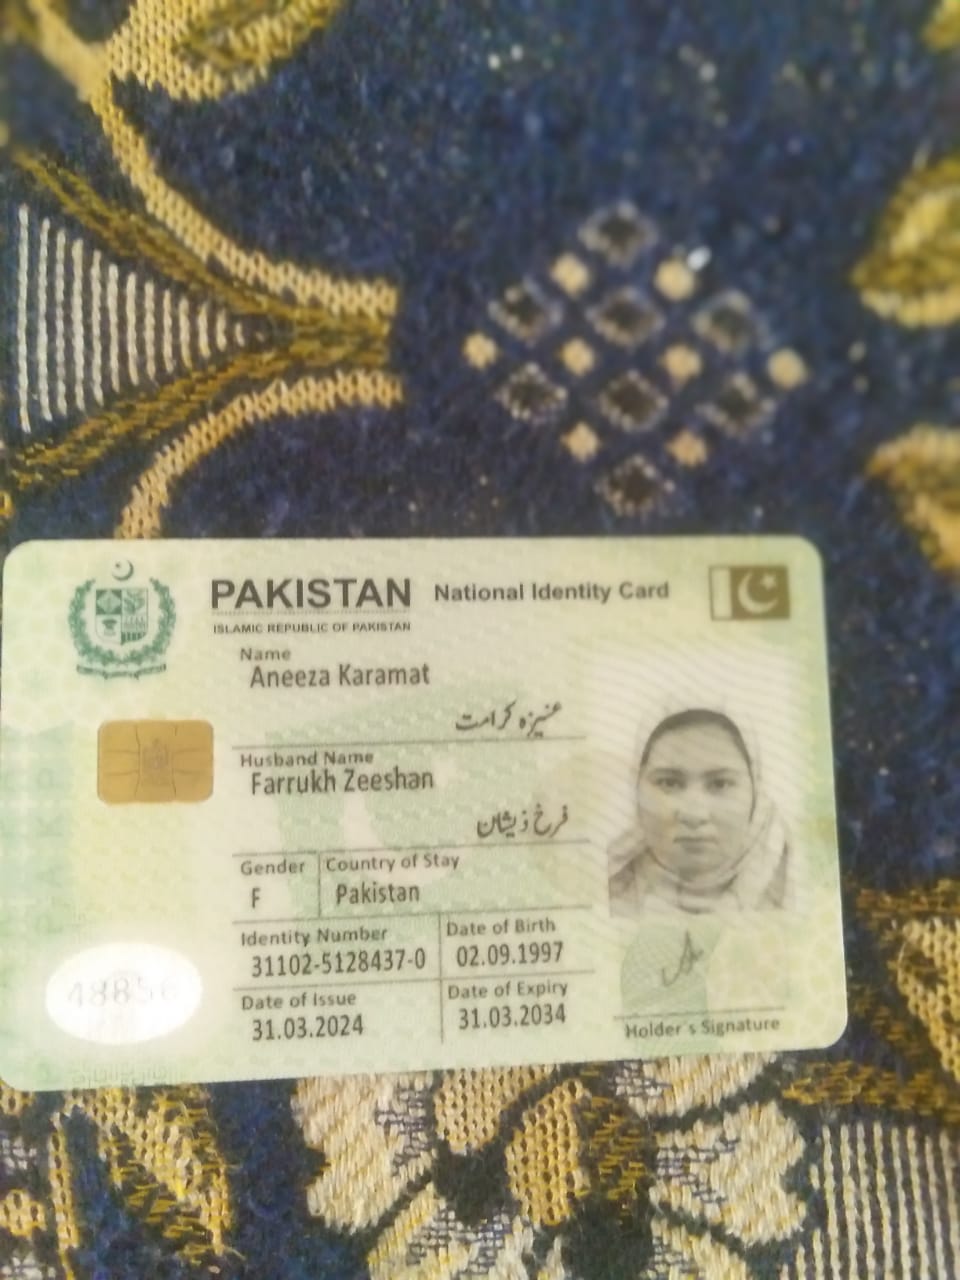 PAKISTAN National Identity Card
ISLAMIC REPUBLIC OF PAKISTAN
Name
Aneeza Karamat
عنیزہ کرامت
Husband Name
Farrukh Zeeshan
فرخ ذیشان
Gender Country of Stay
F Pakistan
Identity Number Date of Birth
31102-5128437-0 02.09.1997
Date of Issue Date of Expiry
31.03.2024 31.03.2034
Holder's Signature